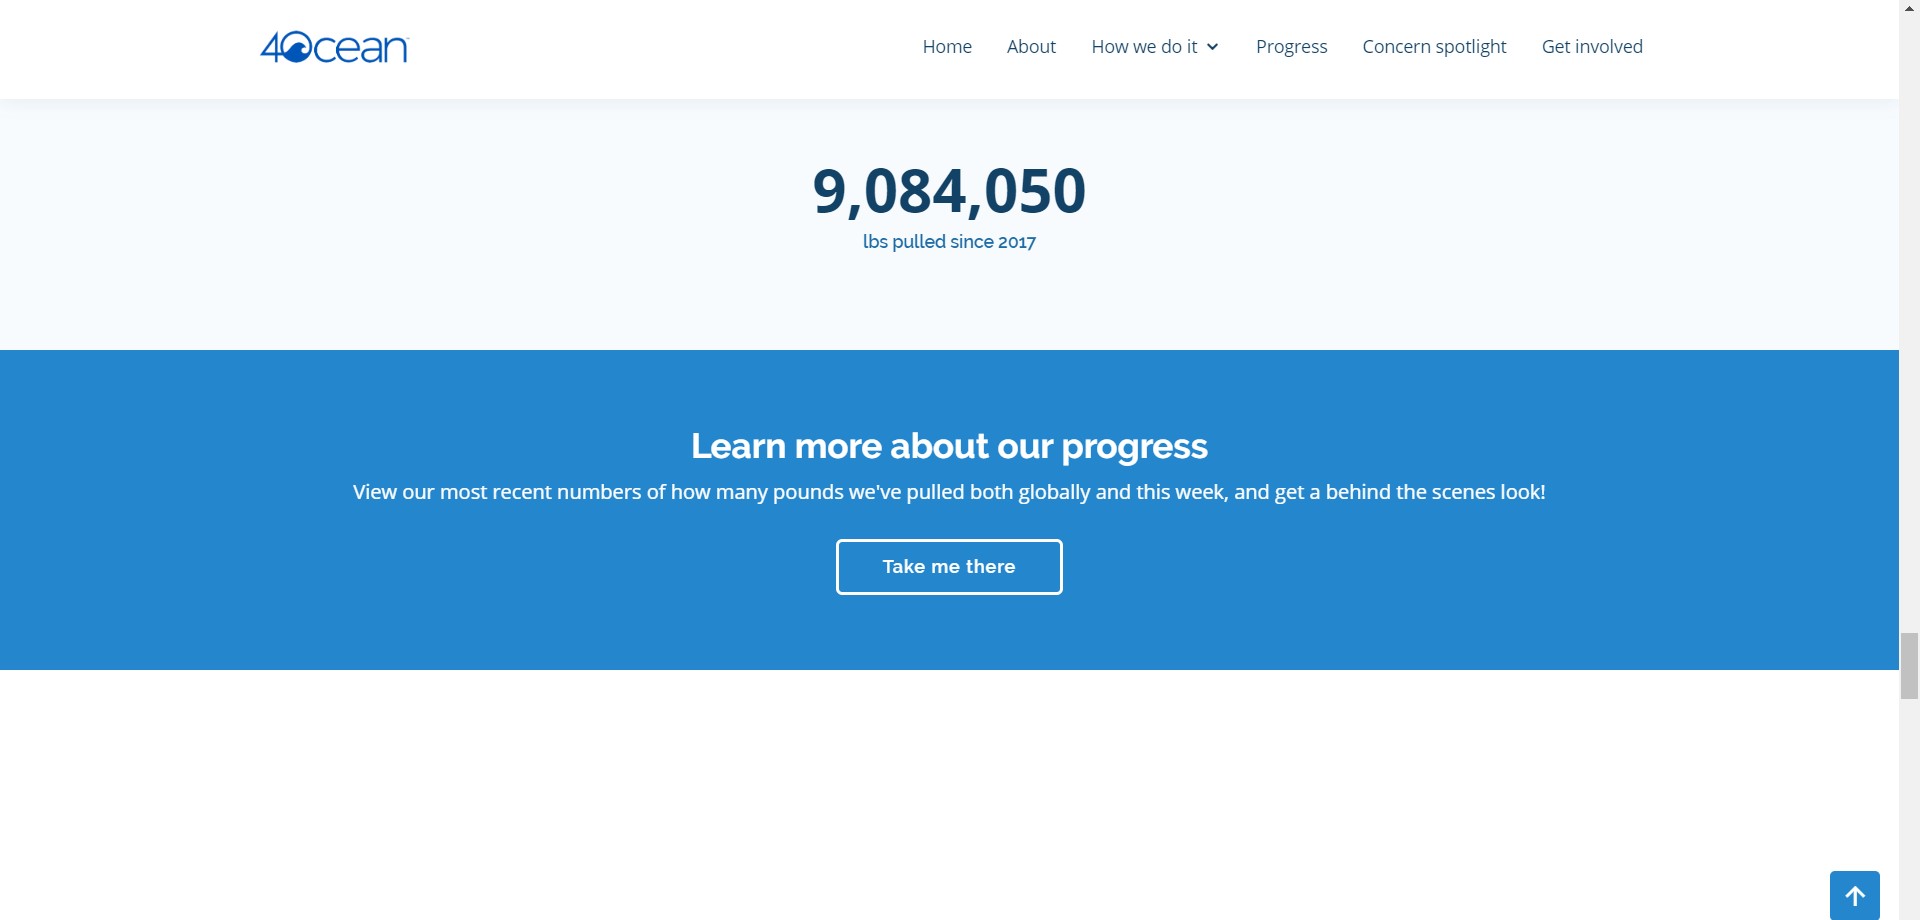 4Ocean
Home About How we do it Progress Concern spotlight Get involved
9,084,050
lbs pulled since 2017
Learn more about our progress
View our most recent numbers of how many pounds we've pulled both globally and this week, and get a behind the scenes look!
Take me there